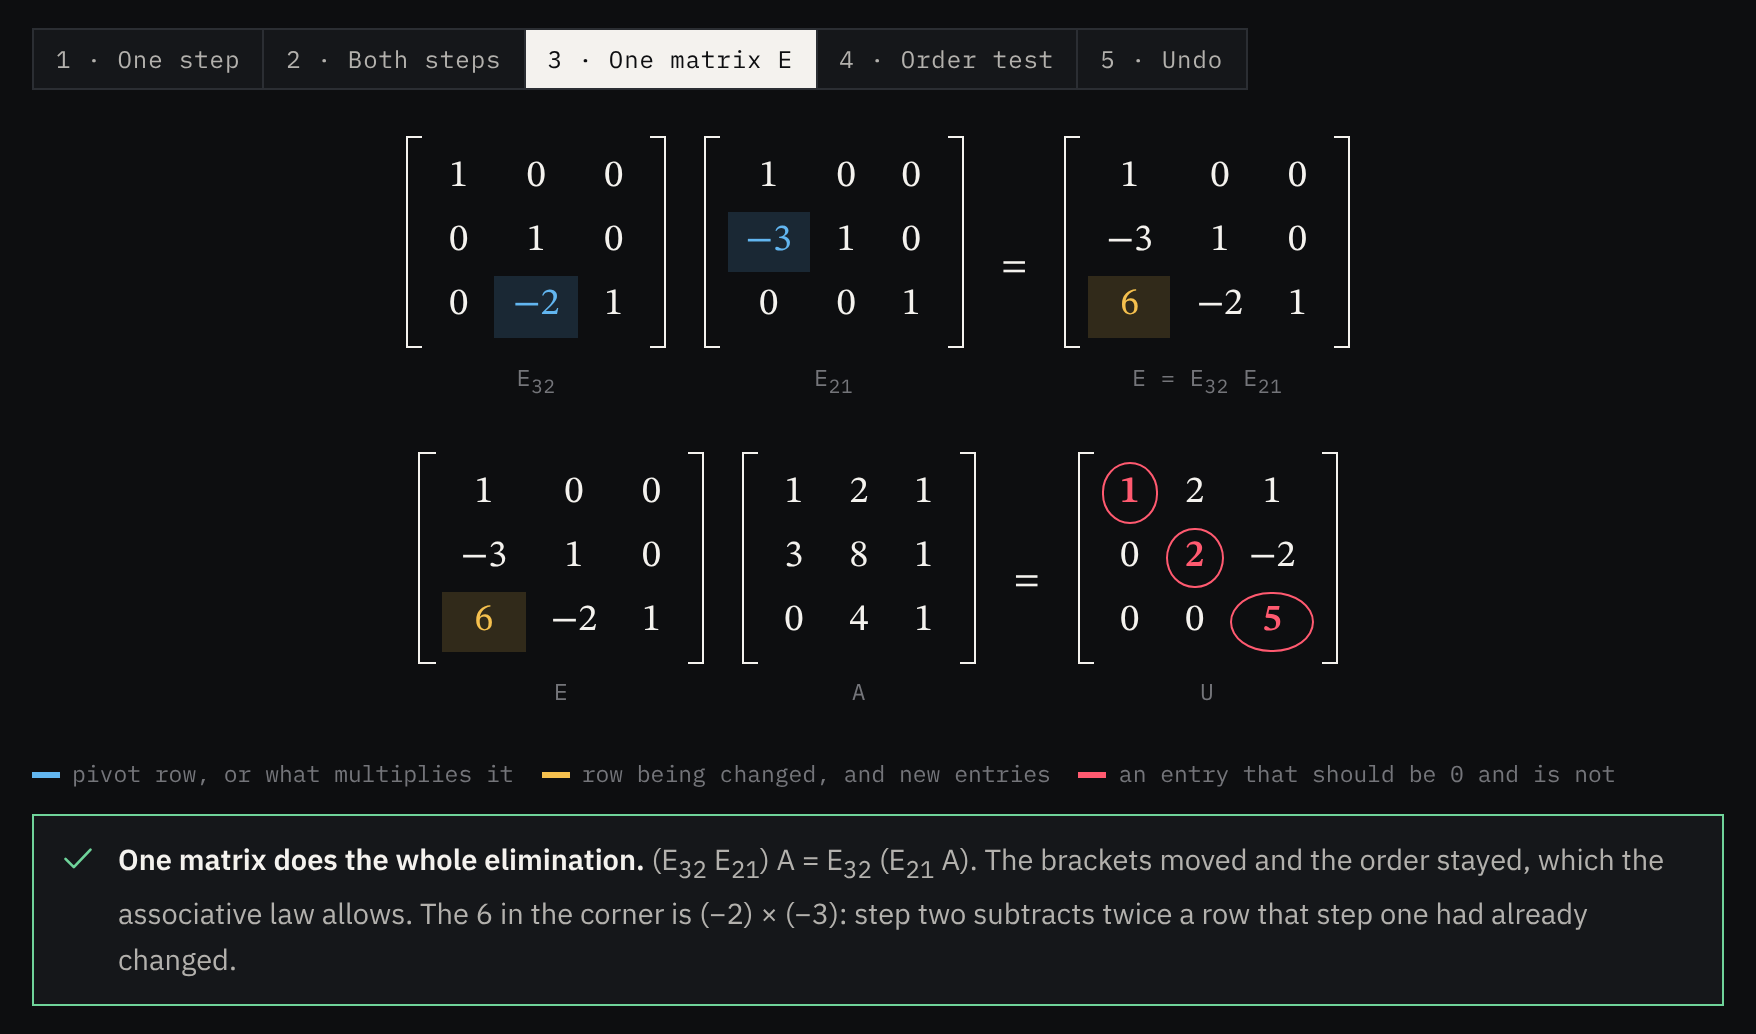 1 · One step 2 · Both steps 3 · One matrix E 4 · Order test 5 · Undo
1 0 0 1 0 0 1 0 0
0 1 0 −3 1 0 = −3 1 0
0 −2 1 0 0 1 6 −2 1
E32 E21 E = E32 E21
1 0 0 1 2 1 1 2 1
−3 1 0 3 8 1 = 0 2 −2
6 −2 1 0 4 1 0 0 5
E A U
pivot row, or what multiplies it row being changed, and new entries an entry that should be 0 and is not
One matrix does the whole elimination. (E32 E21) A = E32 (E21 A). The brackets moved and the order stayed, which the
associative law allows. The 6 in the corner is (−2) × (−3): step two subtracts twice a row that step one had already
changed.